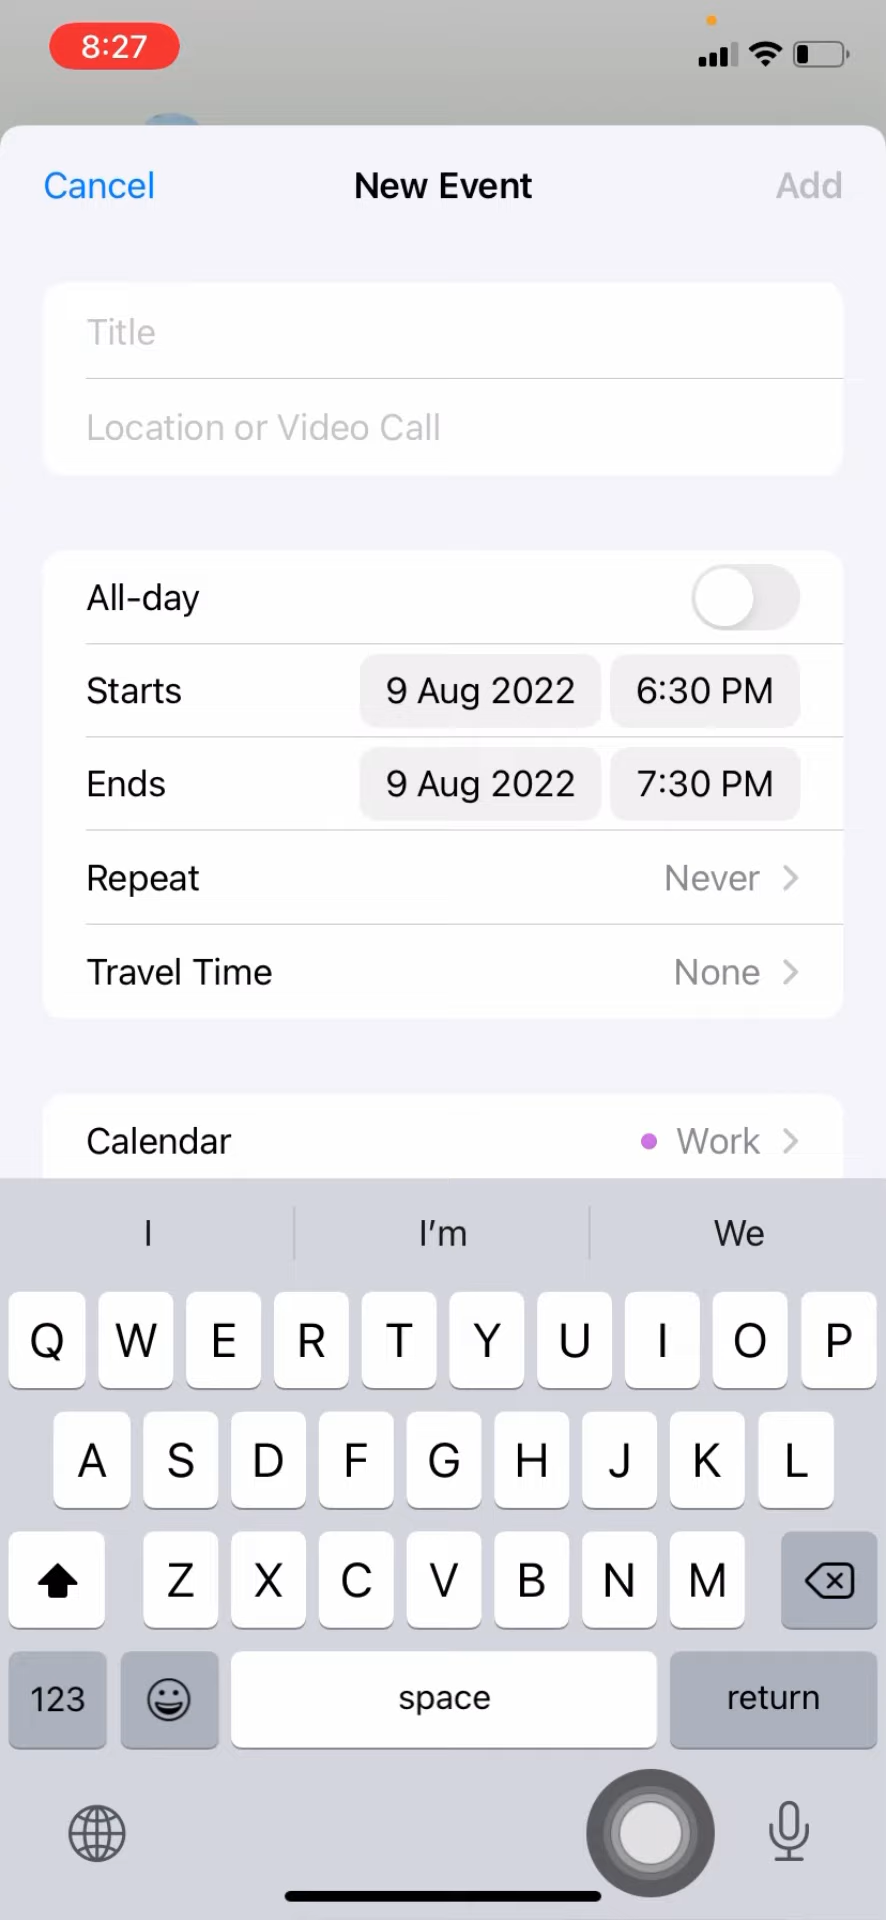 8:27
Cancel New Event Add
Title
Location or Video Call
All-day
Starts 9 Aug 2022 6:30 PM
Ends 9 Aug 2022 7:30 PM
Repeat Never
Travel Time None
Calendar Work
I I'm We
Q W E R T Y U I O P
A S D F G H J K L
Z X C V B N M
123 space return